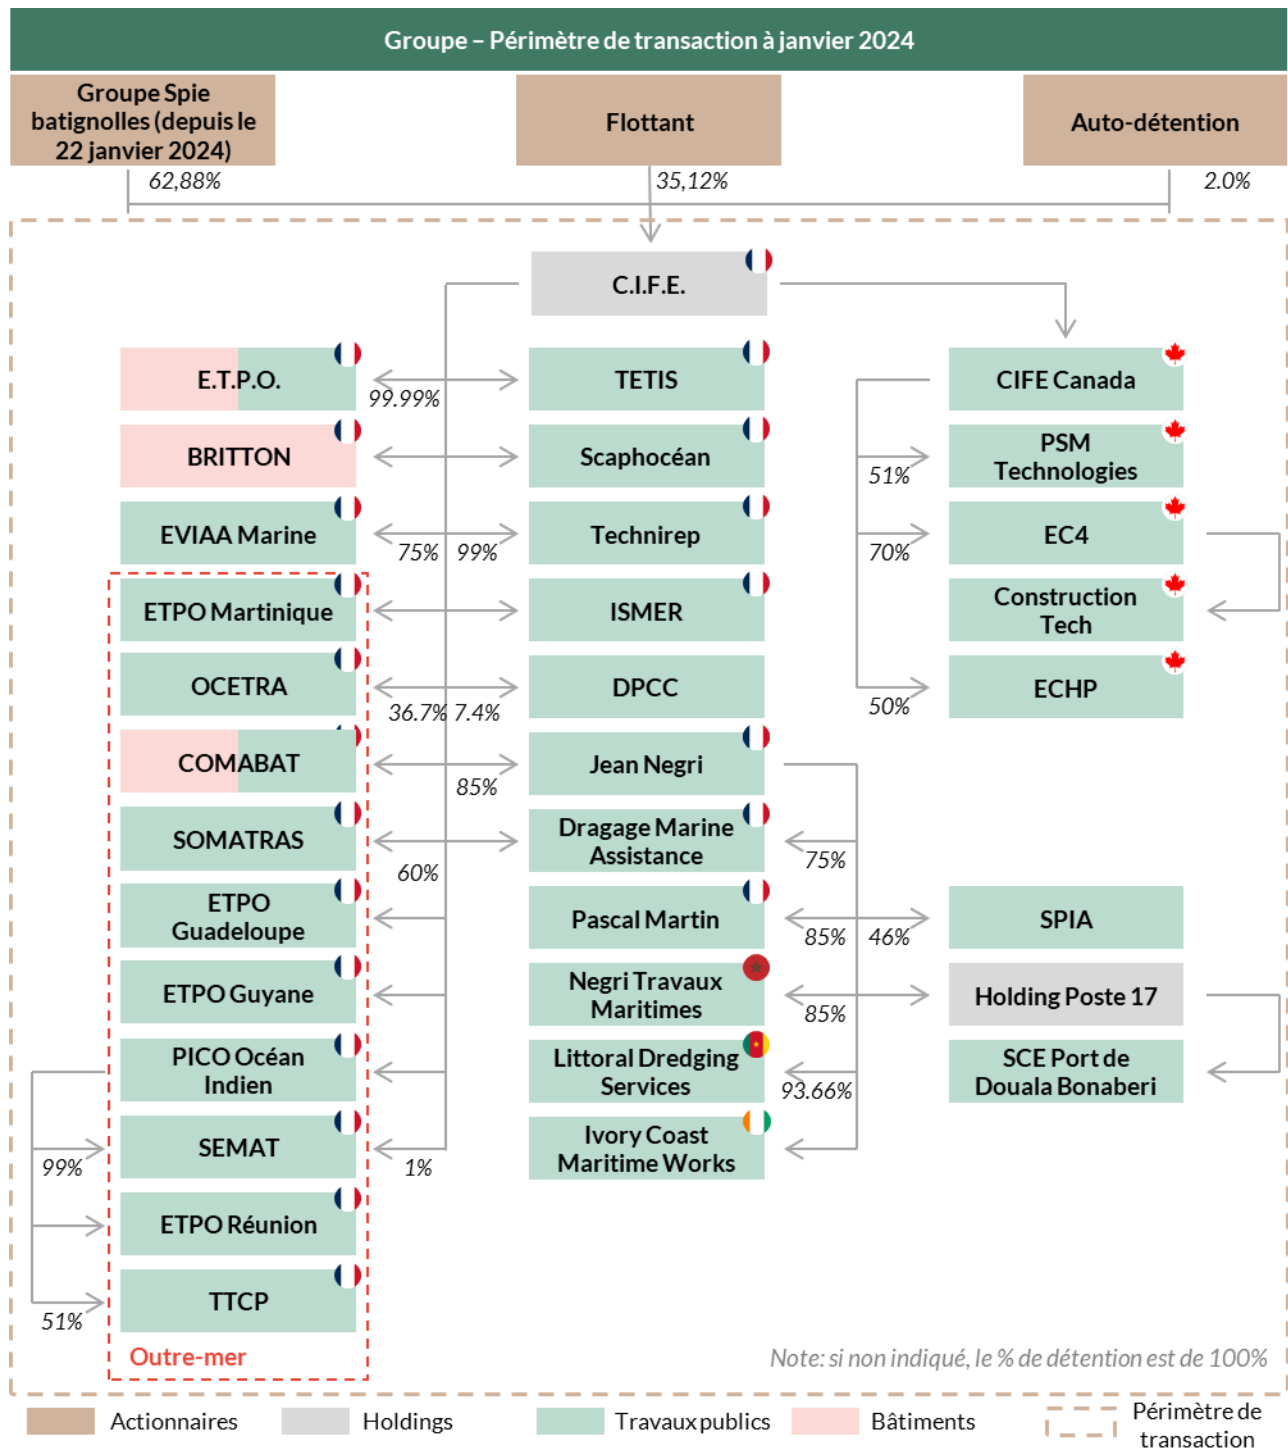 Groupe – Périmètre de transaction à janvier 2024
Groupe Spie
batignolles (depuis le
22 janvier 2024)
Flottant
Auto-détention
62,88%
35,12%
2.0%
C.I.F.E.
E.T.P.O.
99.99%
TETIS
CIFE Canada
BRITTON
Scaphocéan
51%
PSM
Technologies
EVIAA Marine
75%
99%
Technirep
70%
EC4
ETPO Martinique
ISMER
Construction
Tech
OCETRA
36.7%
7.4%
DPCC
50%
ECHP
COMABAT
85%
Jean Negri
SOMATRAS
60%
Dragage Marine
Assistance
75%
ETPO
Guadeloupe
Pascal Martin
85%
46%
SPIA
ETPO Guyane
Negri Travaux
Maritimes
85%
Holding Poste 17
PICO Océan
Indien
Littoral Dredging
Services
93.66%
SCE Port de
Douala Bonaberi
99%
SEMAT
1%
Ivory Coast
Maritime Works
ETPO Réunion
51%
TTCP
Outre-mer
Note: si non indiqué, le % de détention est de 100%
Actionnaires
Holdings
Travaux publics
Bâtiments
Périmètre de
transaction